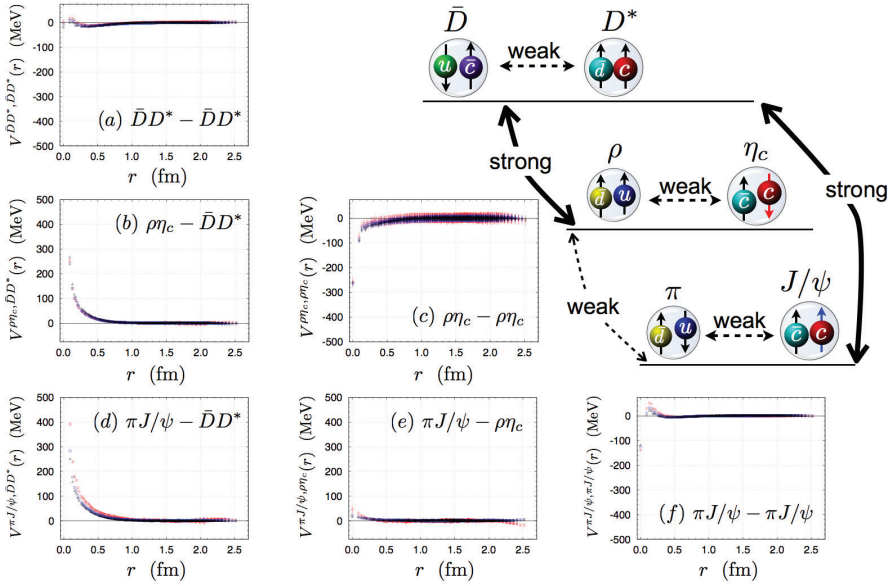 V^{D̄D*,D̄D*}(r) (MeV)
0
-100
-200
-300
-400
-500
(a) D̄D* − D̄D*
0.0 0.5 1.0 1.5 2.0 2.5
r (fm)
D̄ D*
u c̄ weak d̄ c
strong
ρ η_c
d̄ u weak c̄ c
strong
weak
π J/ψ
d̄ u weak c̄ c
V^{ρη_c,D̄D*}(r) (MeV)
500
400
300
200
100
0
(b) ρη_c − D̄D*
0.0 0.5 1.0 1.5 2.0 2.5
r (fm)
V^{ρη_c,ρη_c}(r) (MeV)
0
-100
-200
-300
-400
-500
(c) ρη_c − ρη_c
0.0 0.5 1.0 1.5 2.0 2.5
r (fm)
V^{πJ/ψ,D̄D*}(r) (MeV)
500
400
300
200
100
0
(d) πJ/ψ − D̄D*
0.0 0.5 1.0 1.5 2.0 2.5
r (fm)
V^{πJ/ψ,ρη_c}(r) (MeV)
500
400
300
200
100
0
(e) πJ/ψ − ρη_c
0.0 0.5 1.0 1.5 2.0 2.5
r (fm)
V^{πJ/ψ,πJ/ψ}(r) (MeV)
0
-100
-200
-300
-400
-500
(f) πJ/ψ − πJ/ψ
0.0 0.5 1.0 1.5 2.0 2.5
r (fm)